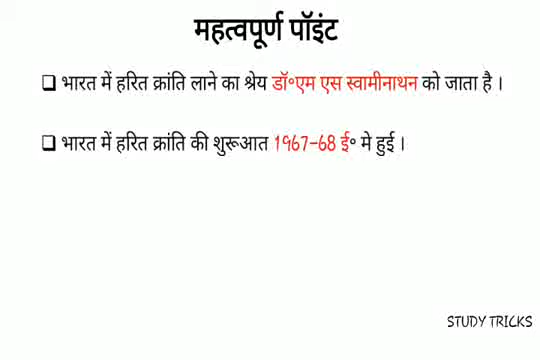 महत्वपूर्ण पॉइंट
❑ भारत में हरित क्रांति लाने का श्रेय डॉ॰एम एस स्वामीनाथन को जाता है ।
❑ भारत में हरित क्रांति की शुरूआत 1967-68 ई॰ मे हुई ।
STUDY TRICKS